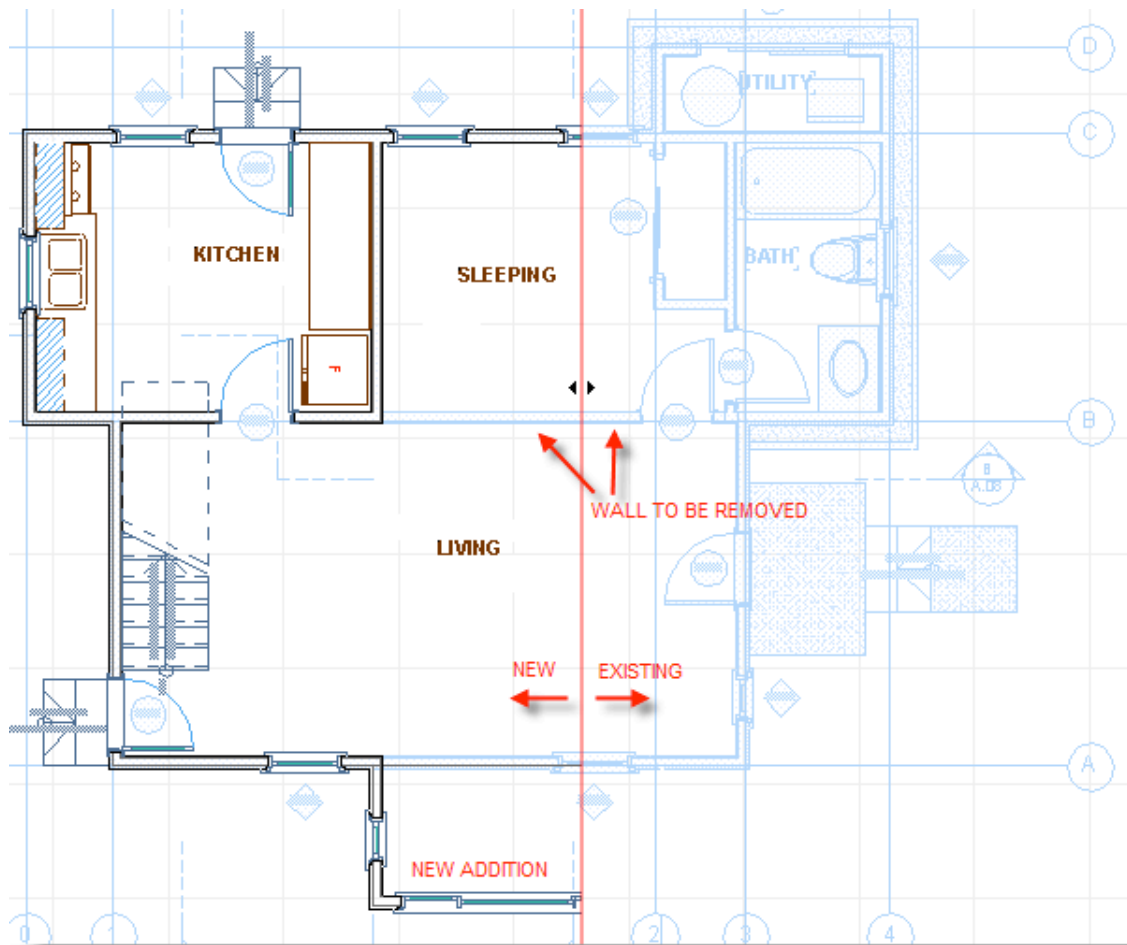 D
UTILITY
C
KITCHEN
SLEEPING
BATH
F
B
8
A.08
WALL TO BE REMOVED
LIVING
NEW
EXISTING
A
NEW ADDITION
0
1
2
3
4